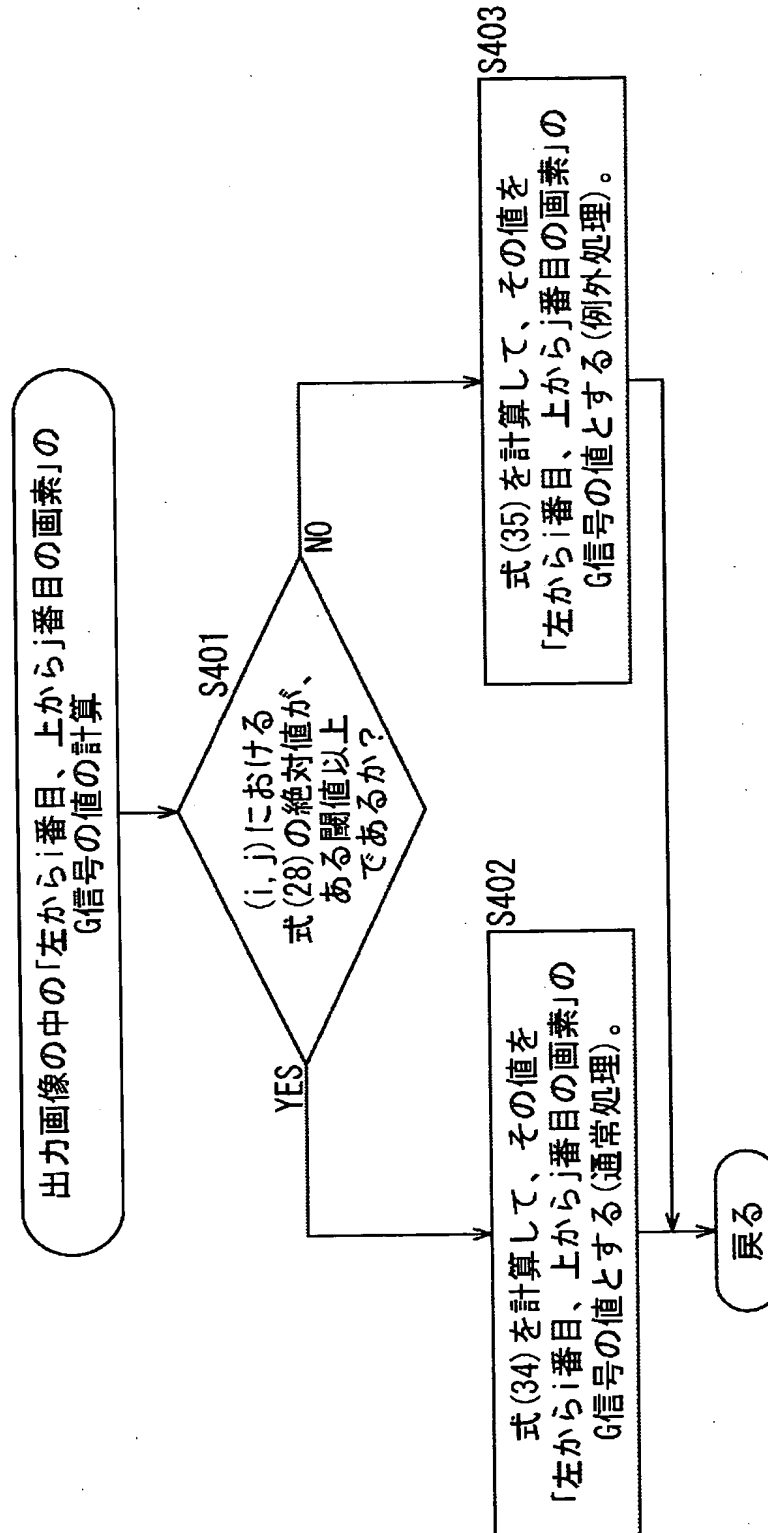 出力画像の中の「左からi番目、上からj番目の画素」の
G信号の値の計算
S401
(i, j)における
式(28)の絶対値が、
ある閾値以上
であるか?
YES
NO
S402
式(34)を計算して、その値を
「左からi番目、上からj番目の画素」の
G信号の値とする(通常処理)。
S403
式(35)を計算して、その値を
「左からi番目、上からj番目の画素」の
G信号の値とする(例外処理)。
戻る